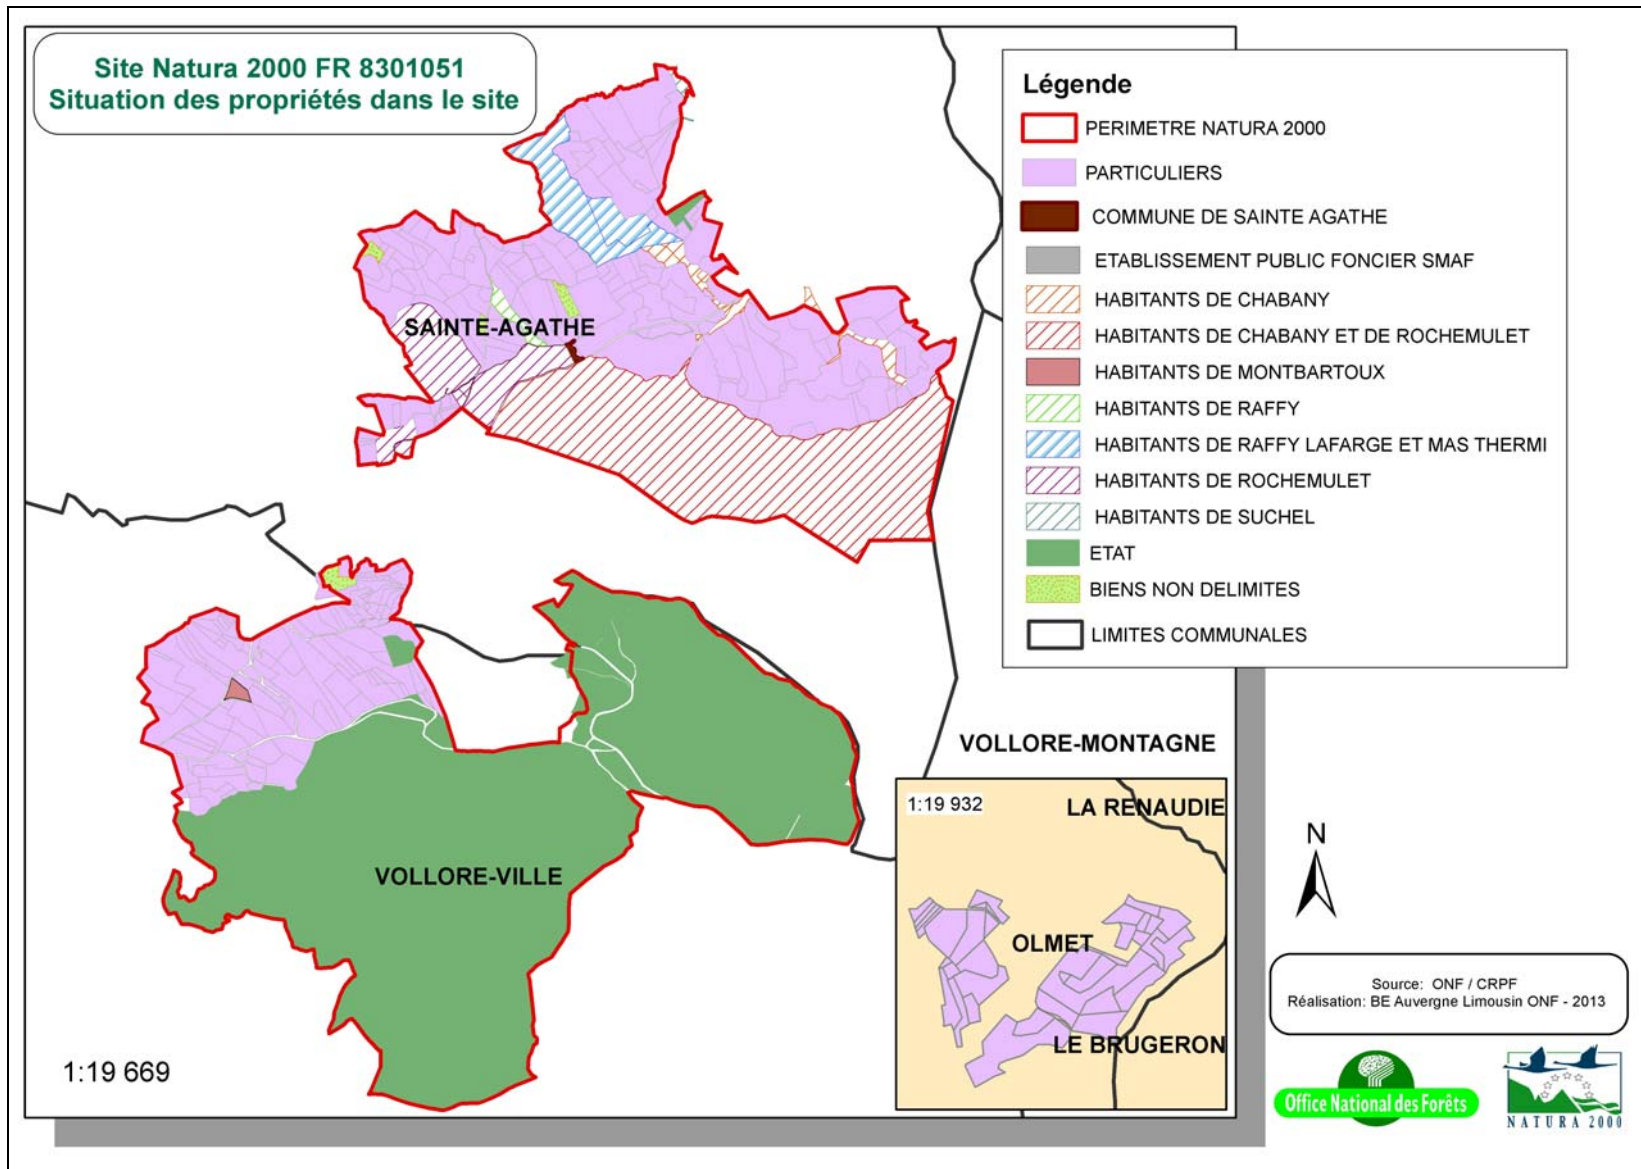 Site Natura 2000 FR 8301051
Situation des propriétés dans le site
Légende
PERIMETRE NATURA 2000
PARTICULIERS
COMMUNE DE SAINTE AGATHE
ETABLISSEMENT PUBLIC FONCIER SMAF
HABITANTS DE CHABANY
HABITANTS DE CHABANY ET DE ROCHEMULET
HABITANTS DE MONTBARTOUX
HABITANTS DE RAFFY
HABITANTS DE RAFFY LAFARGE ET MAS THERMI
HABITANTS DE ROCHEMULET
HABITANTS DE SUCHEL
ETAT
BIENS NON DELIMITES
LIMITES COMMUNALES
SAINTE-AGATHE
VOLLORE-MONTAGNE
VOLLORE-VILLE
1:19 932
LA RENAUDIE
OLMET
LE BRUGERON
1:19 669
N
Source: ONF / CRPF
Réalisation: BE Auvergne Limousin ONF - 2013
Office National des Forêts
NATURA 2000